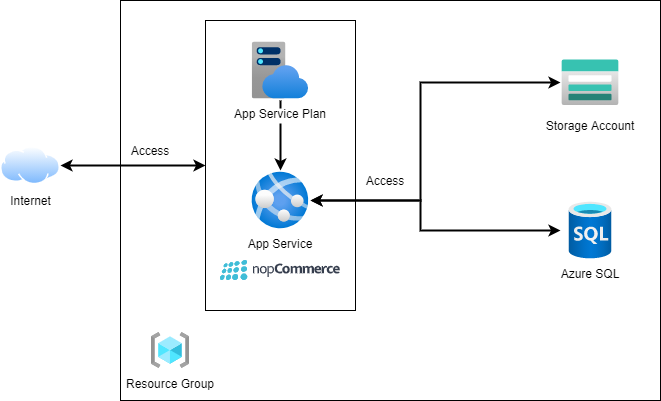 App Service Plan
Storage Account
Access
Access
Internet
App Service
SQL
Azure SQL
nopCommerce
Resource Group